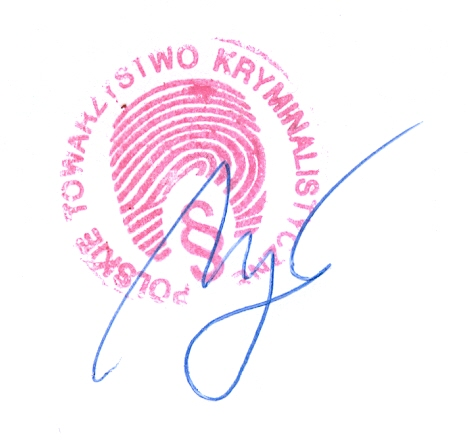 POLSKIE TOWARZYSTWO KRYMINALISTYCZNE
§